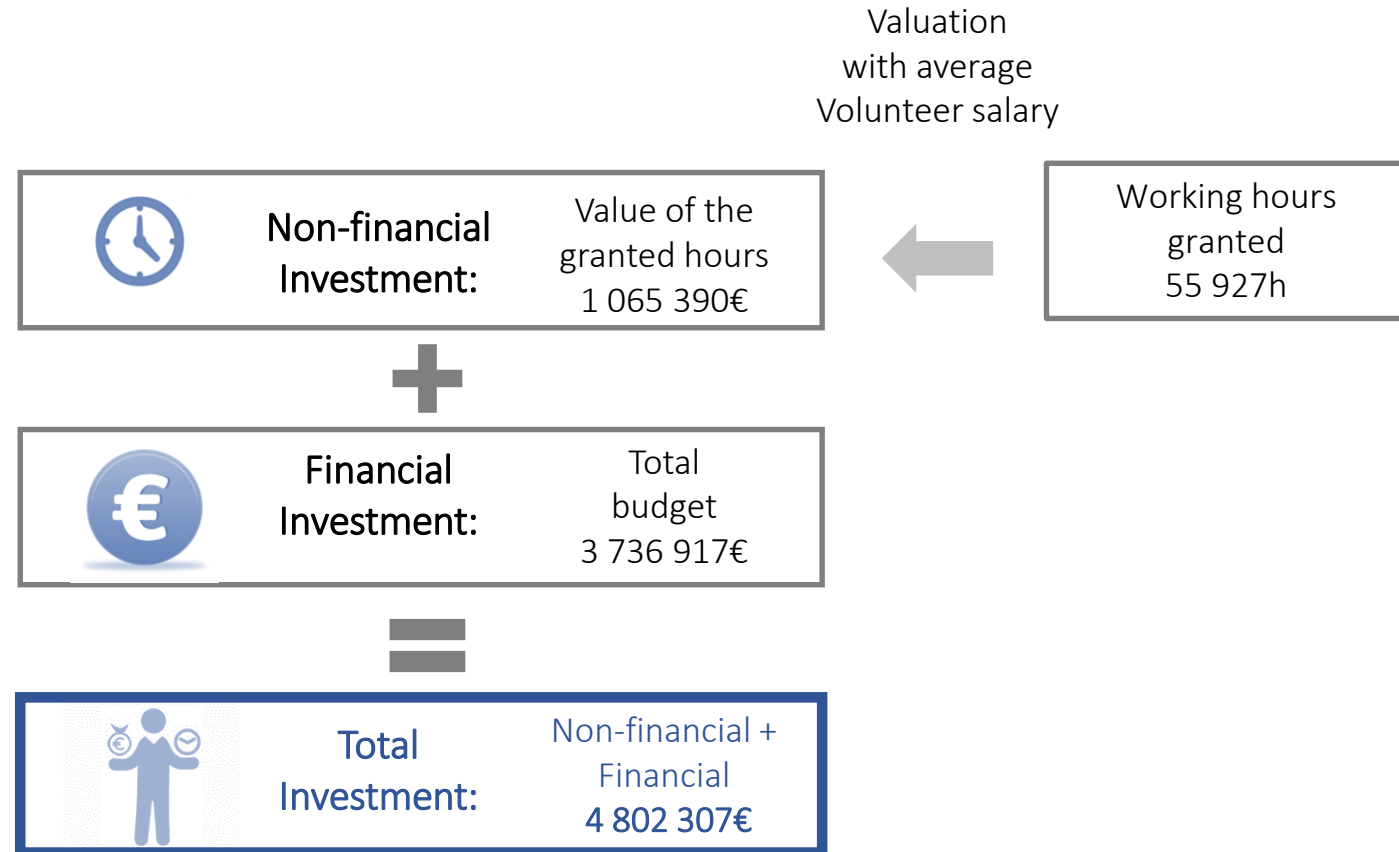 Valuation
with average
Volunteer salary
Non-financial
Investment:
Value of the
granted hours
1 065 390€
Working hours
granted
55 927h
+
€
Financial
Investment:
Total
budget
3 736 917€
=
€
Total
Investment:
Non-financial +
Financial
4 802 307€